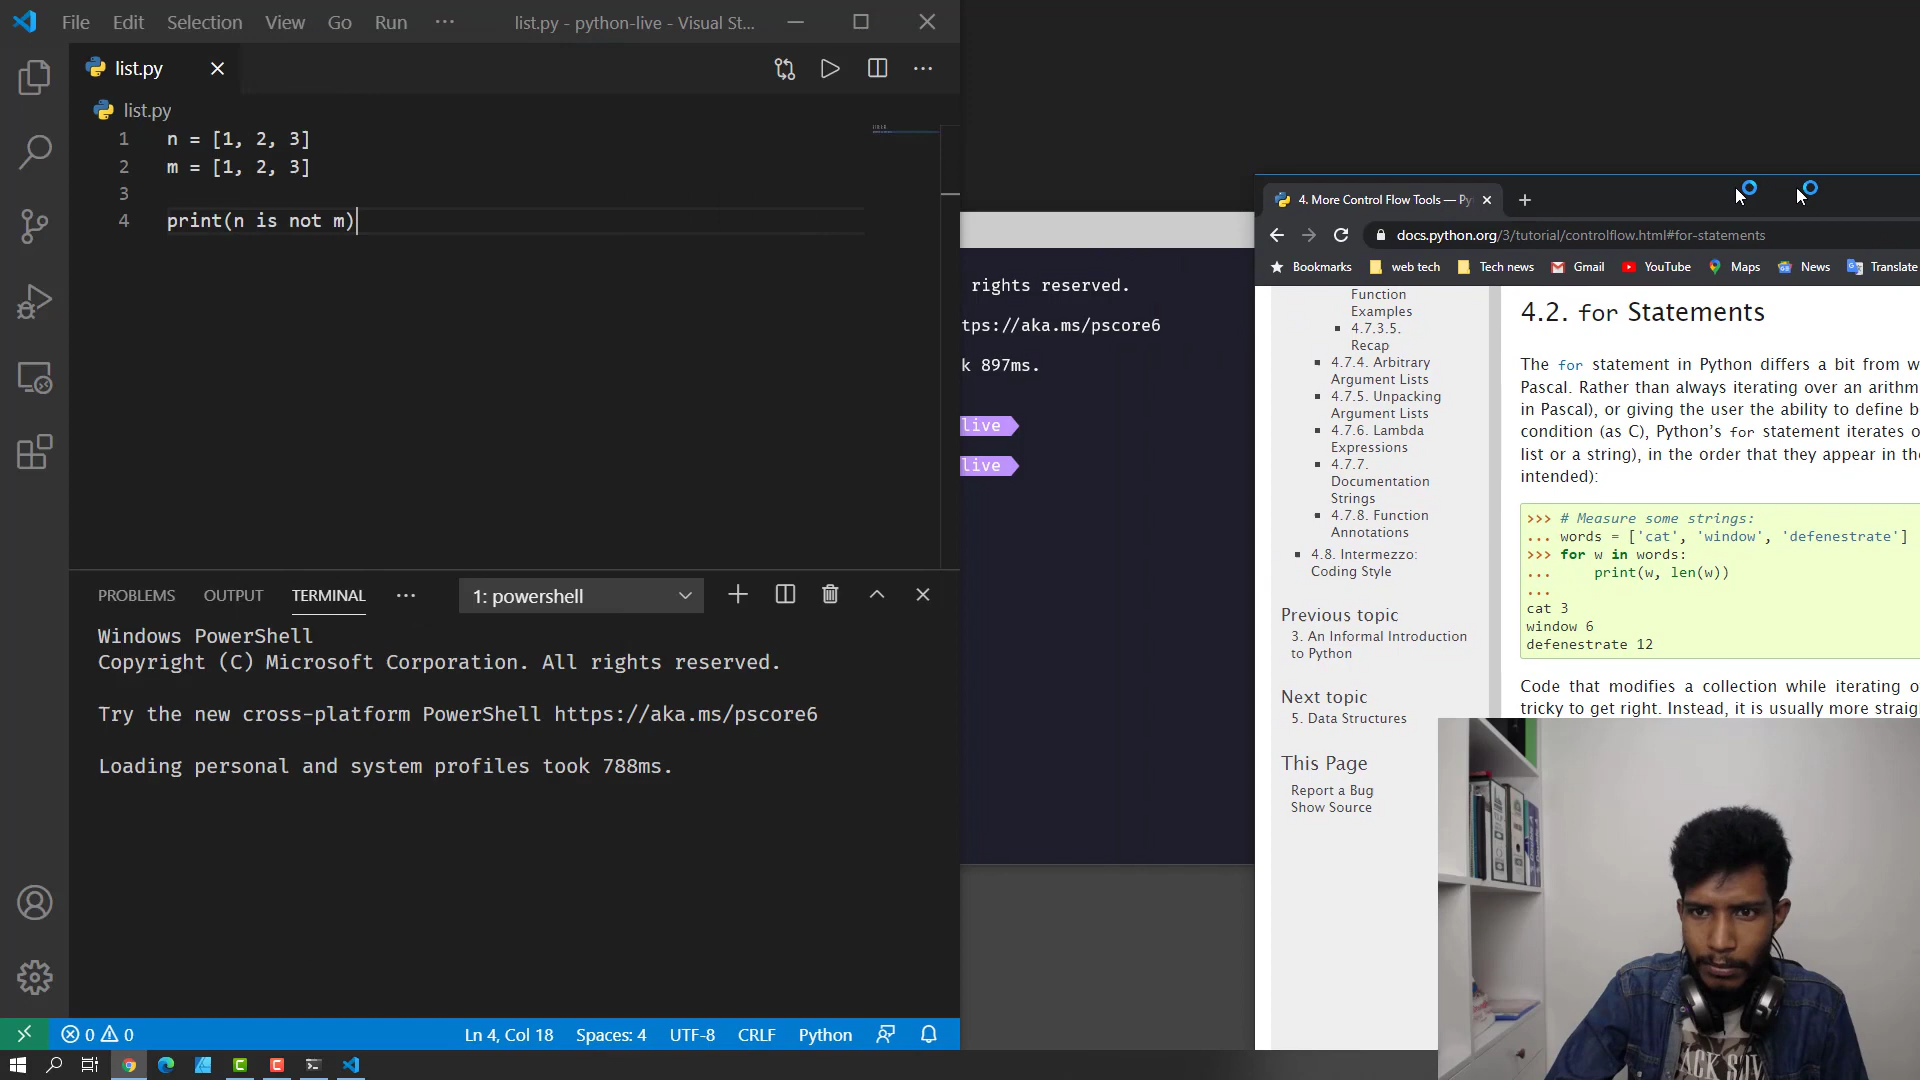 File Edit Selection View Go Run ··· list.py - python-live - Visual St...
list.py
list.py
1 n = [1, 2, 3]
2 m = [1, 2, 3]
3
4 print(n is not m)
PROBLEMS OUTPUT TERMINAL ··· 1: powershell
Windows PowerShell
Copyright (C) Microsoft Corporation. All rights reserved.
Try the new cross-platform PowerShell https://aka.ms/pscore6
Loading personal and system profiles took 788ms.
0 0 Ln 4, Col 18 Spaces: 4 UTF-8 CRLF Python
rights reserved.
tps://aka.ms/pscore6
k 897ms.
live
live
4. More Control Flow Tools — Py
docs.python.org/3/tutorial/controlflow.html#for-statements
Bookmarks web tech Tech news Gmail YouTube Maps News Translate
Function
Examples
4.7.3.5.
Recap
4.7.4. Arbitrary
Argument Lists
4.7.5. Unpacking
Argument Lists
4.7.6. Lambda
Expressions
4.7.7.
Documentation
Strings
4.7.8. Function
Annotations
4.8. Intermezzo:
Coding Style
Previous topic
3. An Informal Introduction
to Python
Next topic
5. Data Structures
This Page
Report a Bug
Show Source
4.2. for Statements
The for statement in Python differs a bit from w
Pascal. Rather than always iterating over an arithm
in Pascal), or giving the user the ability to define b
condition (as C), Python's for statement iterates o
list or a string), in the order that they appear in the
intended):
>>> # Measure some strings:
... words = ['cat', 'window', 'defenestrate']
>>> for w in words:
...     print(w, len(w))
...
cat 3
window 6
defenestrate 12
Code that modifies a collection while iterating o
tricky to get right. Instead, it is usually more straig